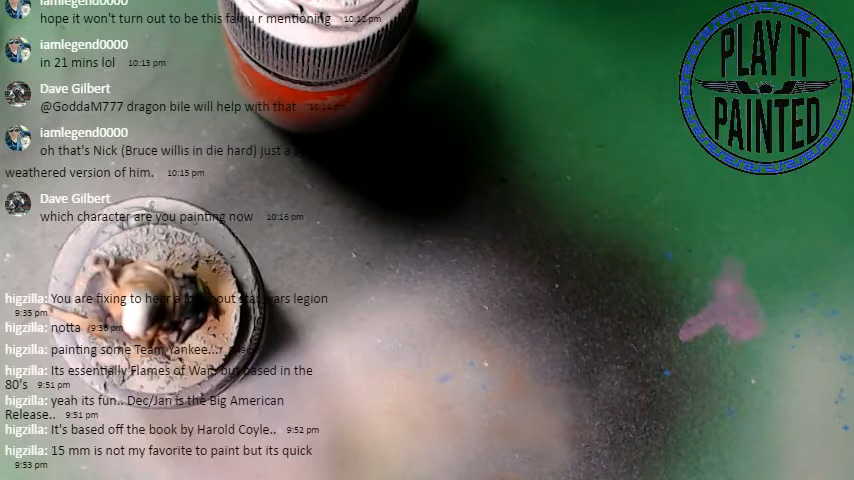 iamlegend0000
hope it won't turn out to be this fair u r mentioning 10:12 pm
iamlegend0000
in 21 mins lol 10:13 pm
Dave Gilbert
@GoddaM777 dragon bile will help with that 10:14 pm
iamlegend0000
oh that's Nick (Bruce willis in die hard) just a
weathered version of him. 10:15 pm
Dave Gilbert
which character are you painting now 10:16 pm
higzilla: You are fixing to hear a out star wars legion
9:35 pm
higzilla: notta 9:36 pm
higzilla: painting some Team Yankee...
higzilla: Its essentially Flames of War but based in the
80's 9:51 pm
higzilla: yeah its fun.. Dec/Jan is the Big American
Release.. 9:51 pm
higzilla: It's based off the book by Harold Coyle.. 9:52 pm
higzilla: 15 mm is not my favorite to paint but its quick
9:53 pm
PLAY IT
PAINTED